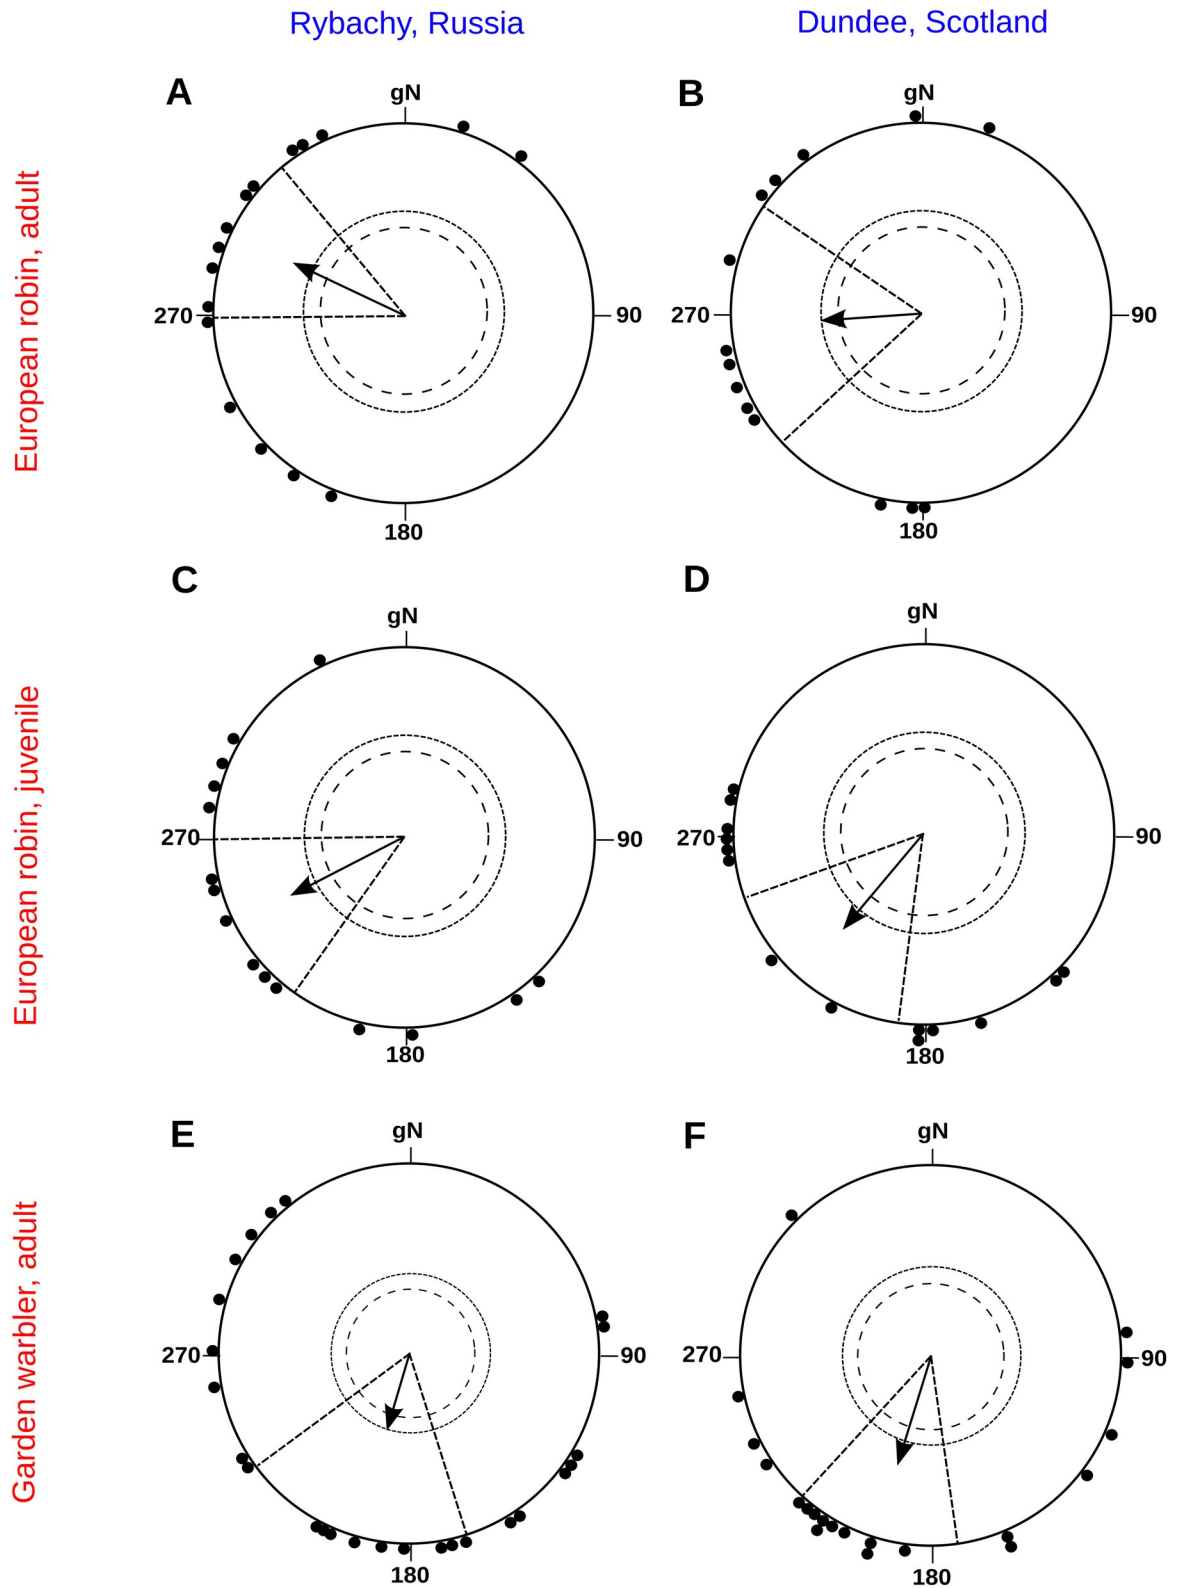 Rybachy, Russia
Dundee, Scotland
European robin, adult
A
gN
270
90
180
B
gN
270
90
180
European robin, juvenile
C
gN
270
90
180
D
gN
270
90
180
Garden warbler, adult
E
gN
270
90
180
F
gN
270
90
180